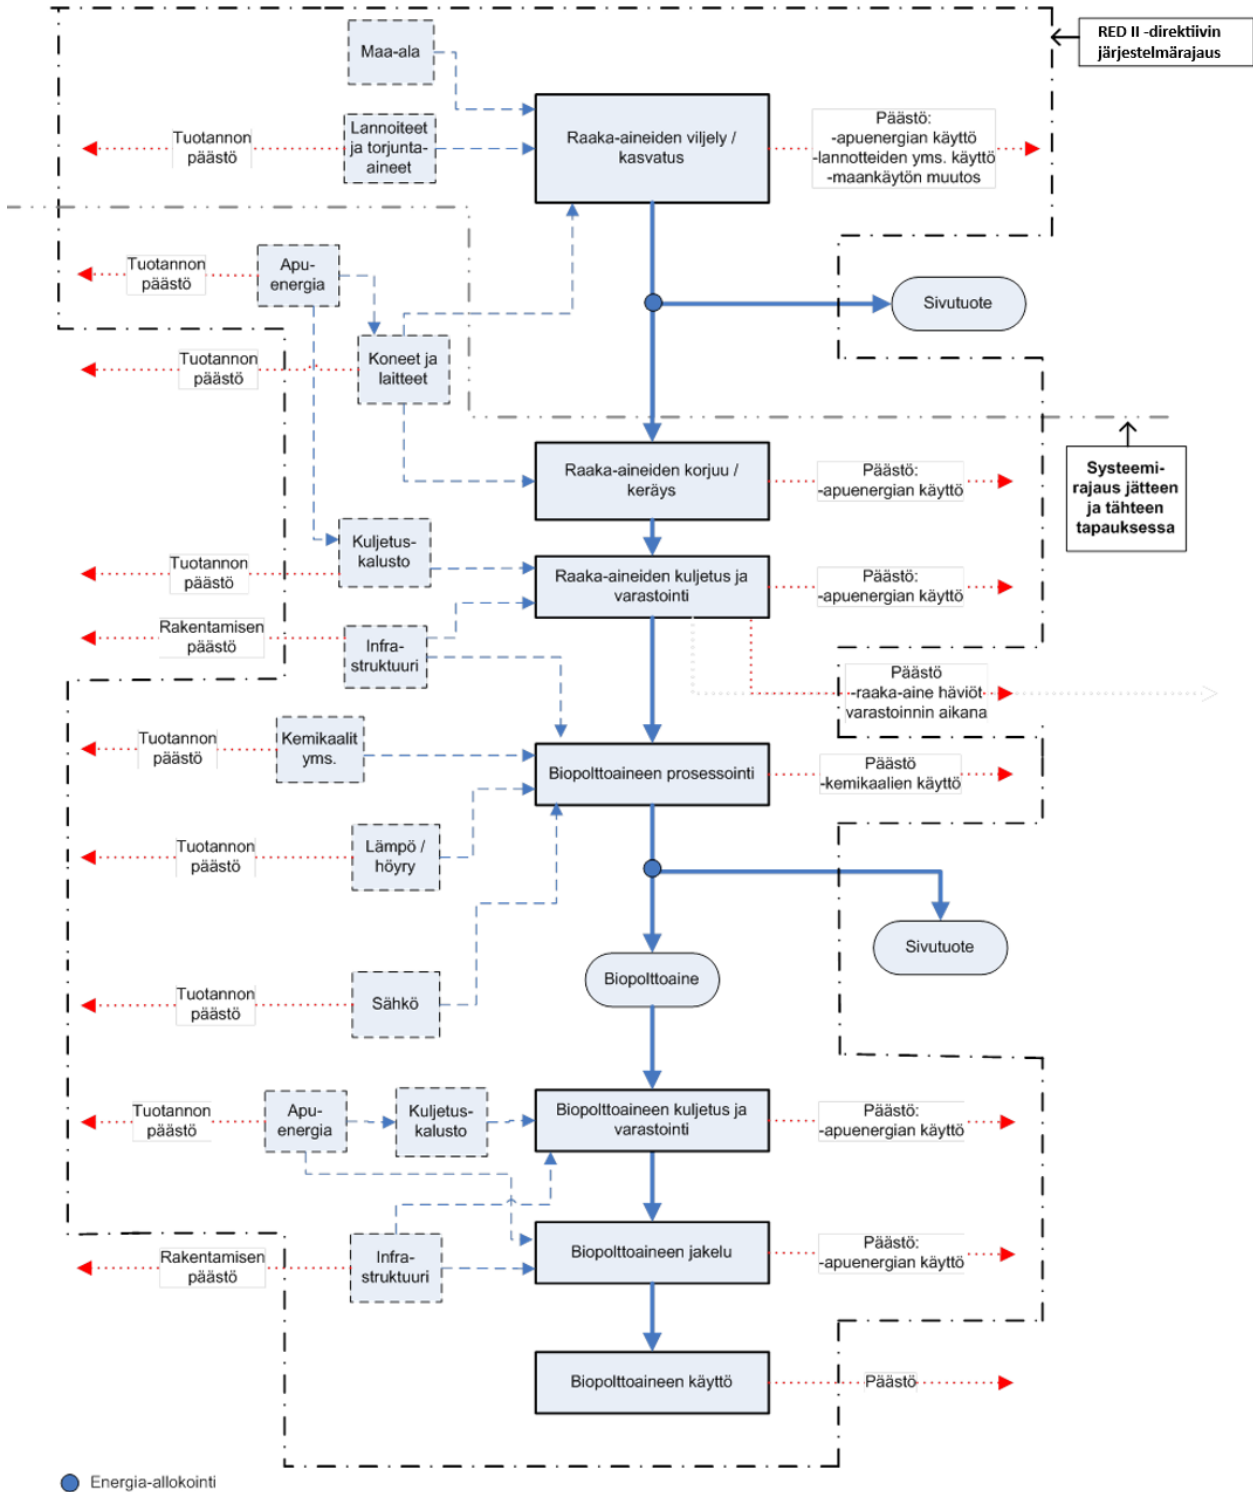 RED II -direktiivin
järjestelmärajaus
Maa-ala
Tuotannon
päästö
Lannoiteet
ja torjunta-
aineet
Raaka-aineiden viljely /
kasvatus
Päästö:
-apuenergian käyttö
-lannotteiden yms. käyttö
-maankäytön muutos
Tuotannon
päästö
Apu-
energia
Sivutuote
Tuotannon
päästö
Koneet ja
laitteet
Raaka-aineiden korjuu /
keräys
Päästö:
-apuenergian käyttö
Systeemi-
rajaus jätteen
ja tähteen
tapauksessa
Tuotannon
päästö
Kuljetus-
kalusto
Raaka-aineiden kuljetus ja
varastointi
Päästö:
-apuenergian käyttö
Rakentamisen
päästö
Infra-
struktuuri
Päästö
-raaka-aine häviöt
varastoinnin aikana
Tuotannon
päästö
Kemikaalit
yms.
Biopolttoaineen prosessointi
Päästö
-kemikaalien käyttö
Tuotannon
päästö
Lämpö /
höyry
Sivutuote
Biopolttoaine
Tuotannon
päästö
Sähkö
Tuotannon
päästö
Apu-
energia
Kuljetus-
kalusto
Biopolttoaineen kuljetus ja
varastointi
Päästö:
-apuenergian käyttö
Rakentamisen
päästö
Infra-
struktuuri
Biopolttoaineen jakelu
Päästö:
-apuenergian käyttö
Biopolttoaineen käyttö
Päästö
Energia-allokointi